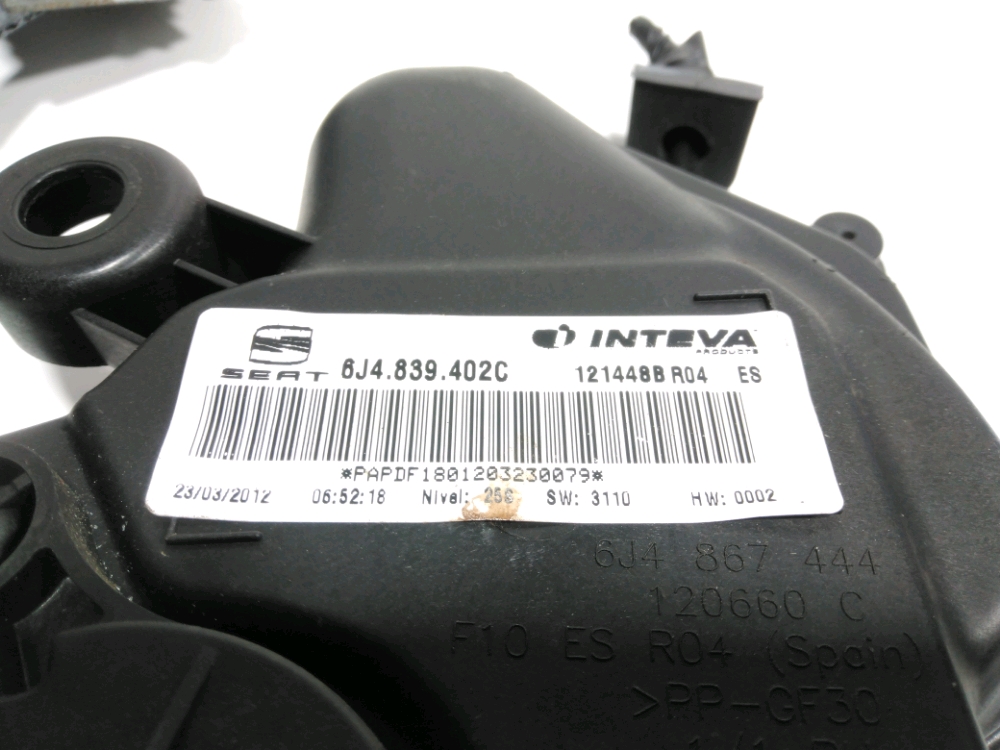 SEAT
6J4.839.402C
INTEVA
PRODUCTS
121448B R04 ES
*PAPDF1801203230079*
23/03/2012 06:52:18 Nivel: SW: 3110 HW: 0002
6J4 867 444
120660 C
F10 ES R04 (Spain)
>PP-GF30